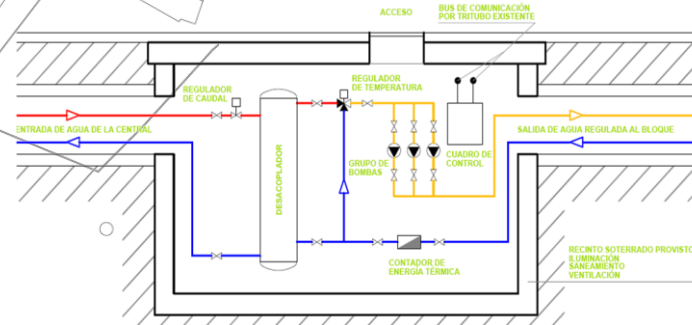 ACCESO
BUS DE COMUNICACIÓN
POR TRITUBO EXISTENTE
REGULADOR
DE CAUDAL
REGULADOR
DE TEMPERATURA
ENTRADA DE AGUA DE LA CENTRAL
SALIDA DE AGUA REGULADA AL BLOQUE
DESACOPLADOR
GRUPO DE
BOMBAS
CUADRO DE
CONTROL
CONTADOR DE
ENERGÍA TÉRMICA
RECINTO SOTERRADO PROVISTO
ILUMINACIÓN
SANEAMIENTO
VENTILACIÓN